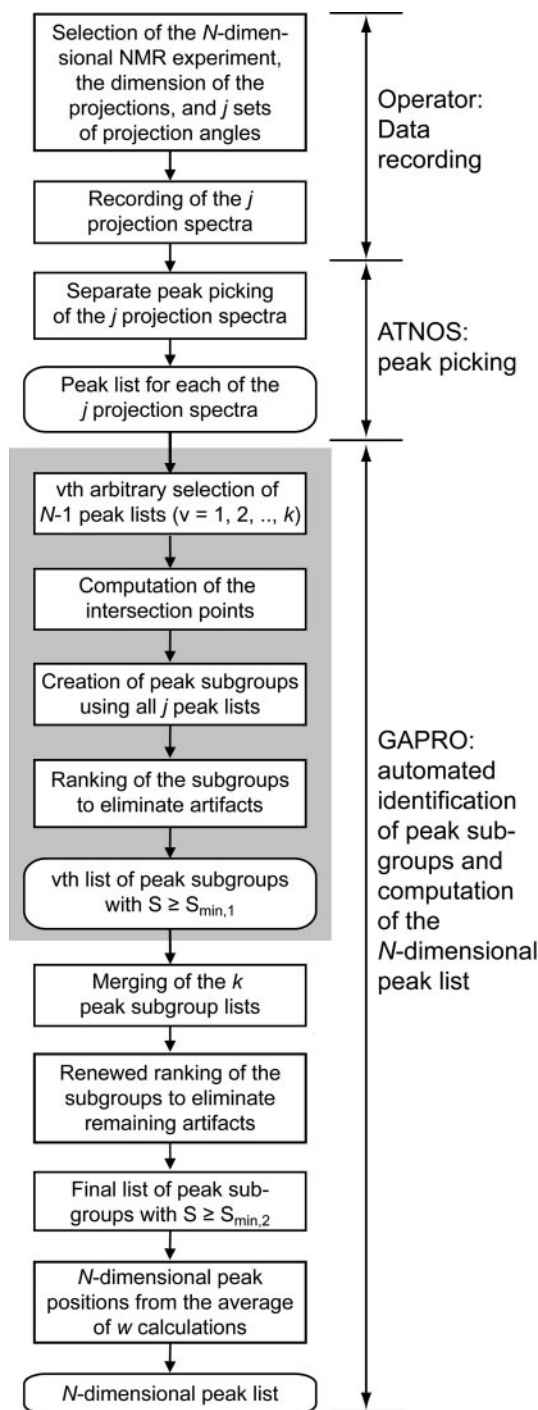 Selection of the N-dimen-
sional NMR experiment,
the dimension of the
projections, and j sets
of projection angles
Recording of the j
projection spectra
Operator:
Data
recording
Separate peak picking
of the j projection spectra
Peak list for each of the
j projection spectra
ATNOS:
peak picking
vth arbitrary selection of
N-1 peak lists (v = 1, 2, .., k)
Computation of the
intersection points
Creation of peak subgroups
using all j peak lists
Ranking of the subgroups
to eliminate artifacts
vth list of peak subgroups
with S ≥ Smin,1
Merging of the k
peak subgroup lists
Renewed ranking of the
subgroups to eliminate
remaining artifacts
Final list of peak sub-
groups with S ≥ Smin,2
N-dimensional peak
positions from the average
of w calculations
N-dimensional peak list
GAPRO:
automated
identification
of peak sub-
groups and
computation
of the
N-dimensional
peak list